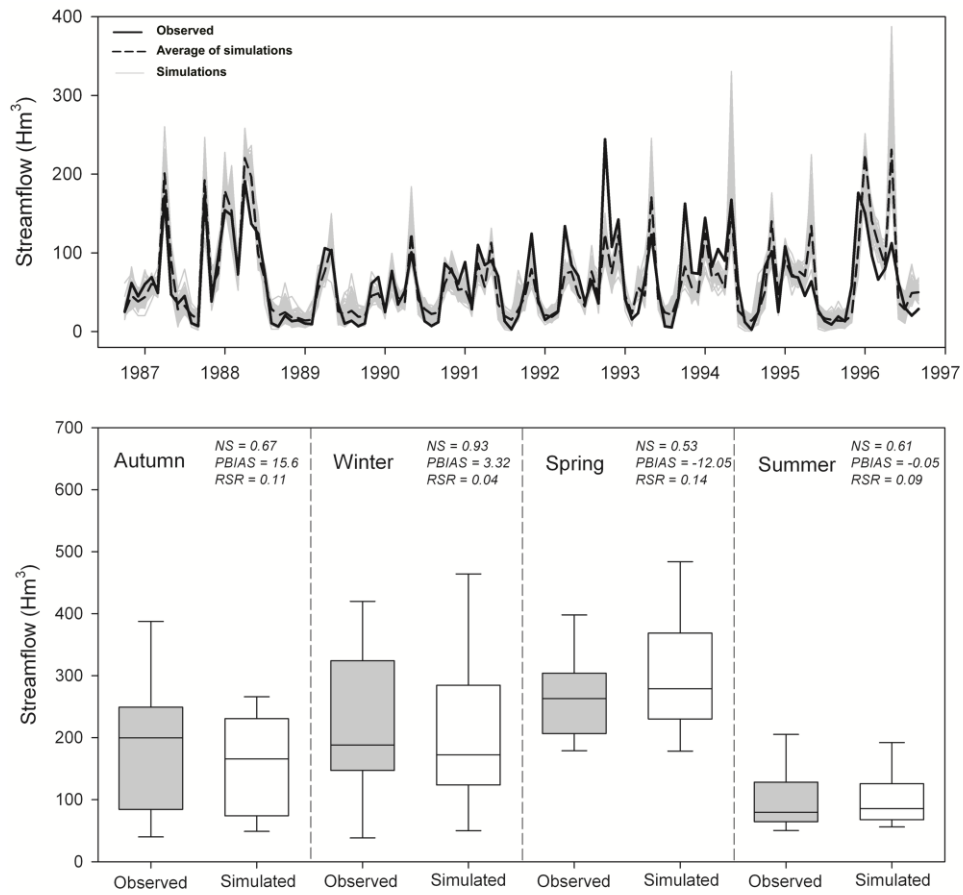 400
300
200
100
0
Streamflow (Hm³)
Observed
Average of simulations
Simulations
1987 1988 1989 1990 1991 1992 1993 1994 1995 1996 1997
700
600
500
400
300
200
100
0
Streamflow (Hm³)
Autumn
NS = 0.67
PBIAS = 15.6
RSR = 0.11
Winter
NS = 0.93
PBIAS = 3.32
RSR = 0.04
Spring
NS = 0.53
PBIAS = -12.05
RSR = 0.14
Summer
NS = 0.61
PBIAS = -0.05
RSR = 0.09
Observed Simulated Observed Simulated Observed Simulated Observed Simulated